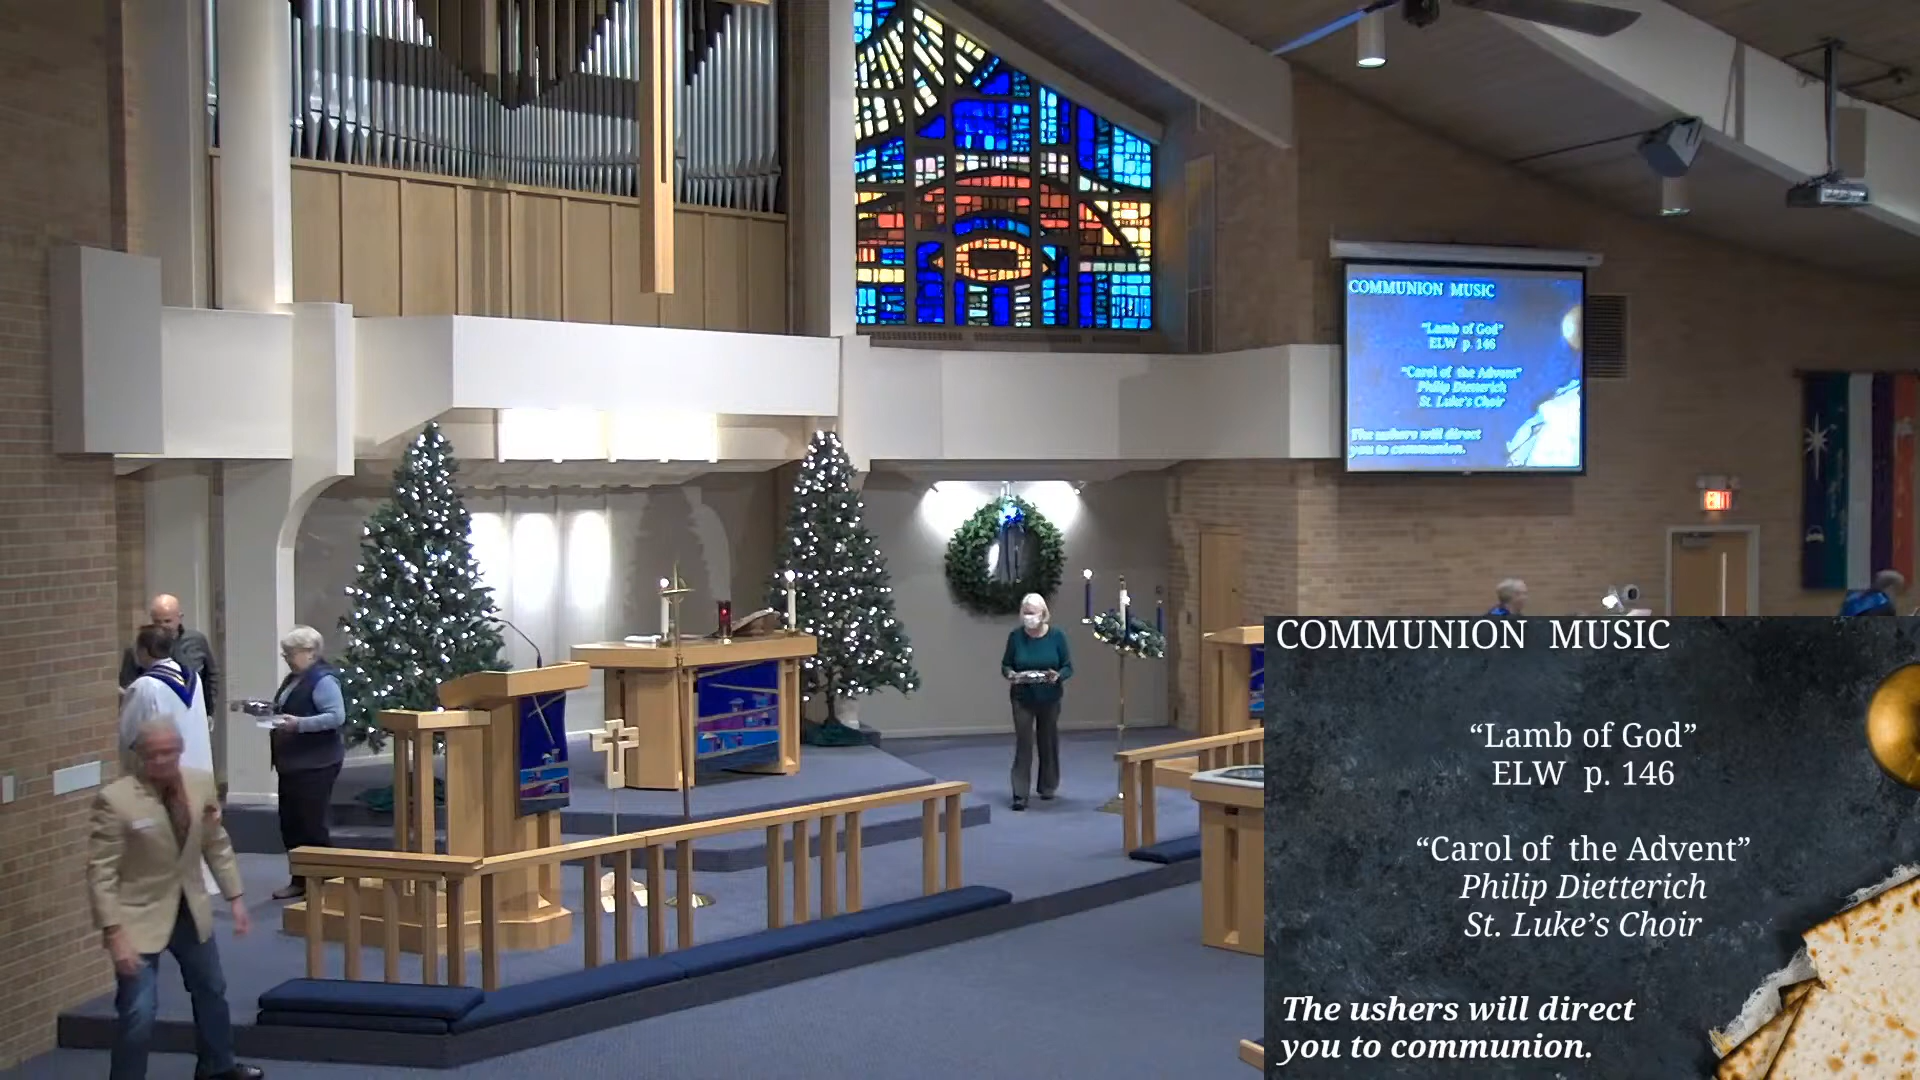 COMMUNION MUSIC
“Lamb of God”
ELW p. 146
“Carol of the Advent”
Philip Dietterich
St. Luke's Choir
The ushers will direct
you to communion.
EXIT
COMMUNION MUSIC
“Lamb of God”
ELW p. 146
“Carol of the Advent”
Philip Dietterich
St. Luke’s Choir
The ushers will direct
you to communion.